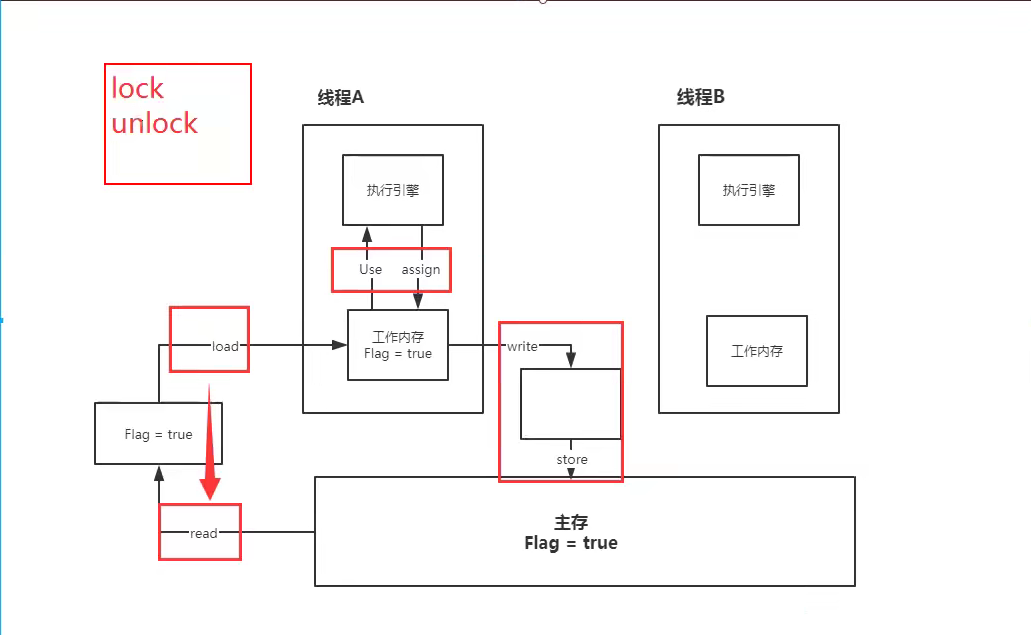 lock
unlock
线程A
线程B
执行引擎
执行引擎
Use
assign
工作内存
Flag = true
工作内存
load
write
Flag = true
store
read
主存
Flag = true